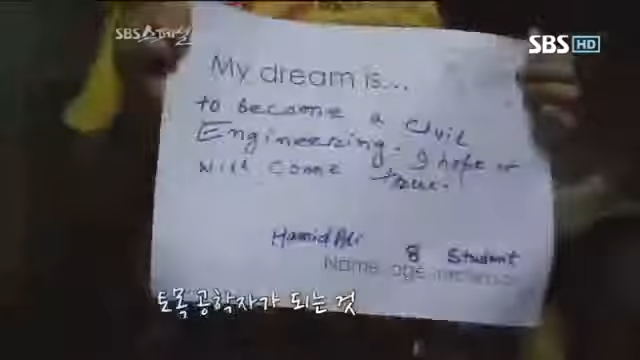 SBS스페셜
SBS HD
My dream is...
to become a Civil
Engineering. I hope it
will come true.
Hamid Ali 8 Student
Name, age
토목 공학자가 되는 것